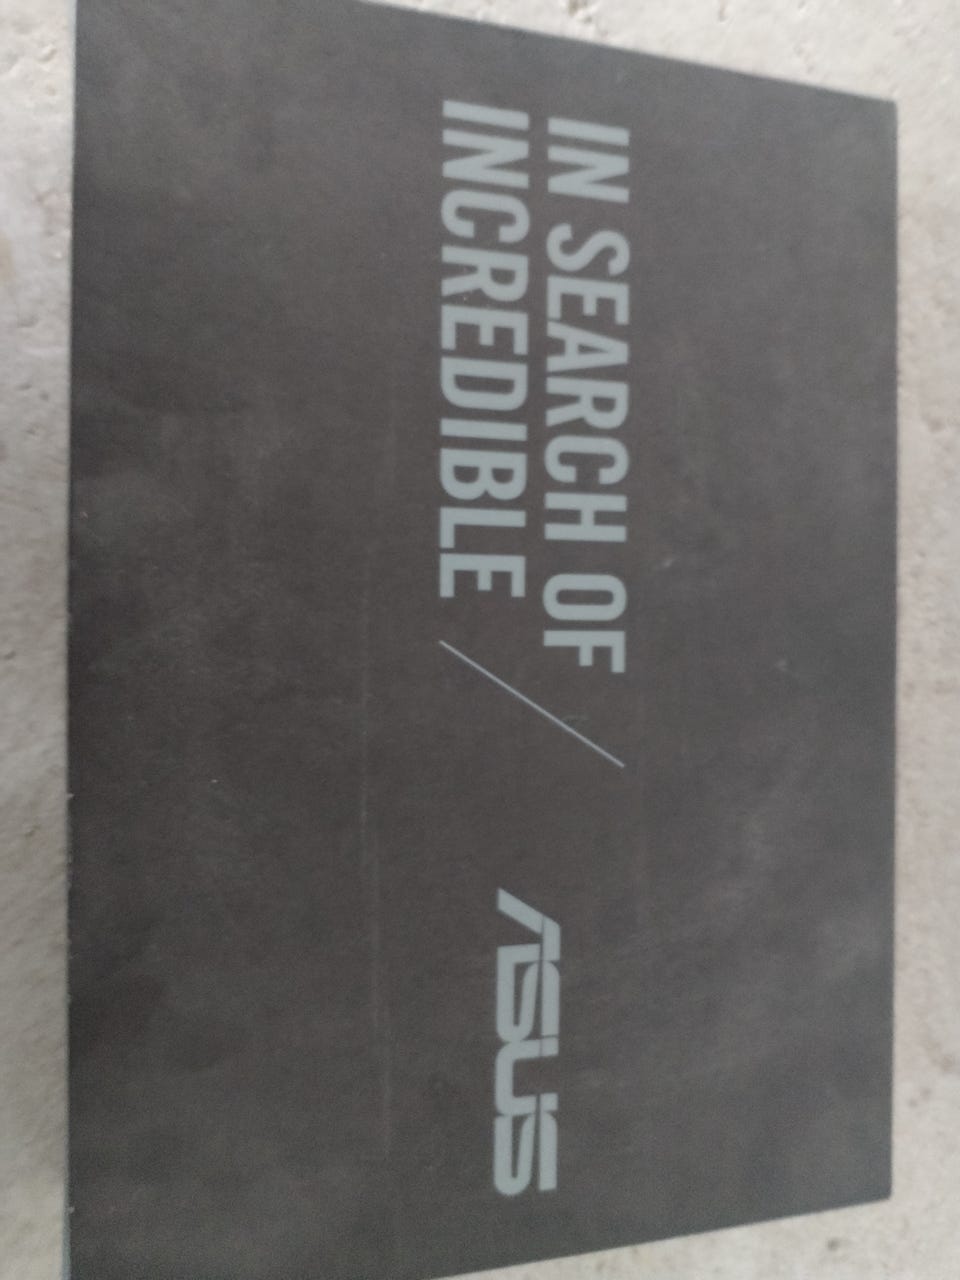 IN SEARCH OF
INCREDIBLE
ASUS